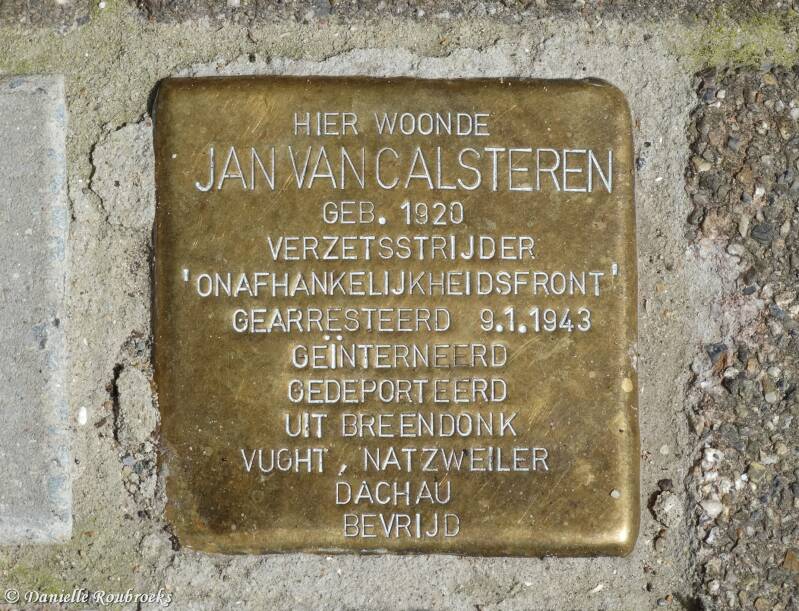 HIER WOONDE
JAN VAN CALSTEREN
GEB. 1920
VERZETSSTRIJDER
'ONAFHANKELIJKHEIDSFRONT'
GEARRESTEERD 9.1.1943
GEÏNTERNEERD
GEDEPORTEERD
UIT BREENDONK
VUGHT, NATZWEILER
DACHAU
BEVRIJD
© Danielle Roubroeks